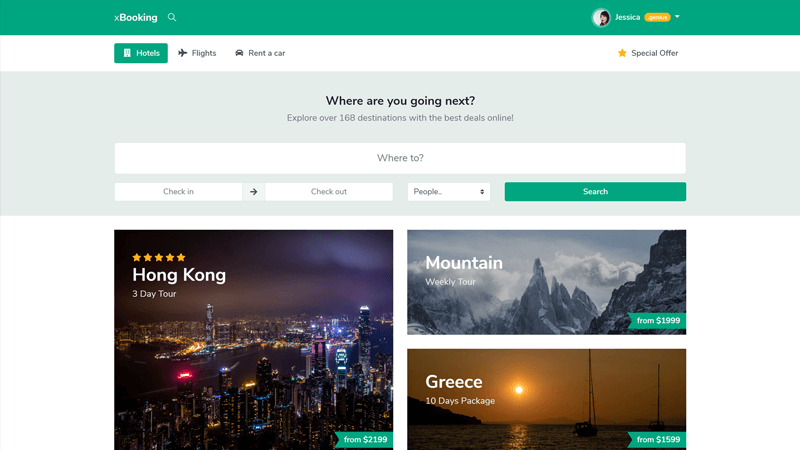 xBooking
Jessica genius
Hotels Flights Rent a car Special Offer
Where are you going next?
Explore over 168 destinations with the best deals online!
Where to?
Check in Check out People.. Search
Hong Kong
3 Day Tour
from $2199
Mountain
Weekly Tour
from $1999
Greece
10 Days Package
from $1599